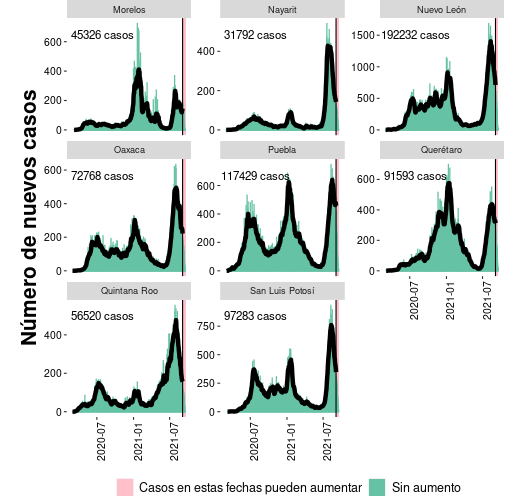 Número de nuevos casos
Morelos
45326 casos
600
400
200
0
Nayarit
31792 casos
400
200
0
Nuevo León
192232 casos
1500
1000
500
0
Oaxaca
72768 casos
600
400
200
0
Puebla
117429 casos
600
400
200
0
Querétaro
91593 casos
600
400
200
0
2020-07
2021-01
2021-07
Quintana Roo
56520 casos
400
200
0
2020-07
2021-01
2021-07
San Luis Potosí
97283 casos
750
500
250
0
2020-07
2021-01
2021-07
Casos en estas fechas pueden aumentar
Sin aumento